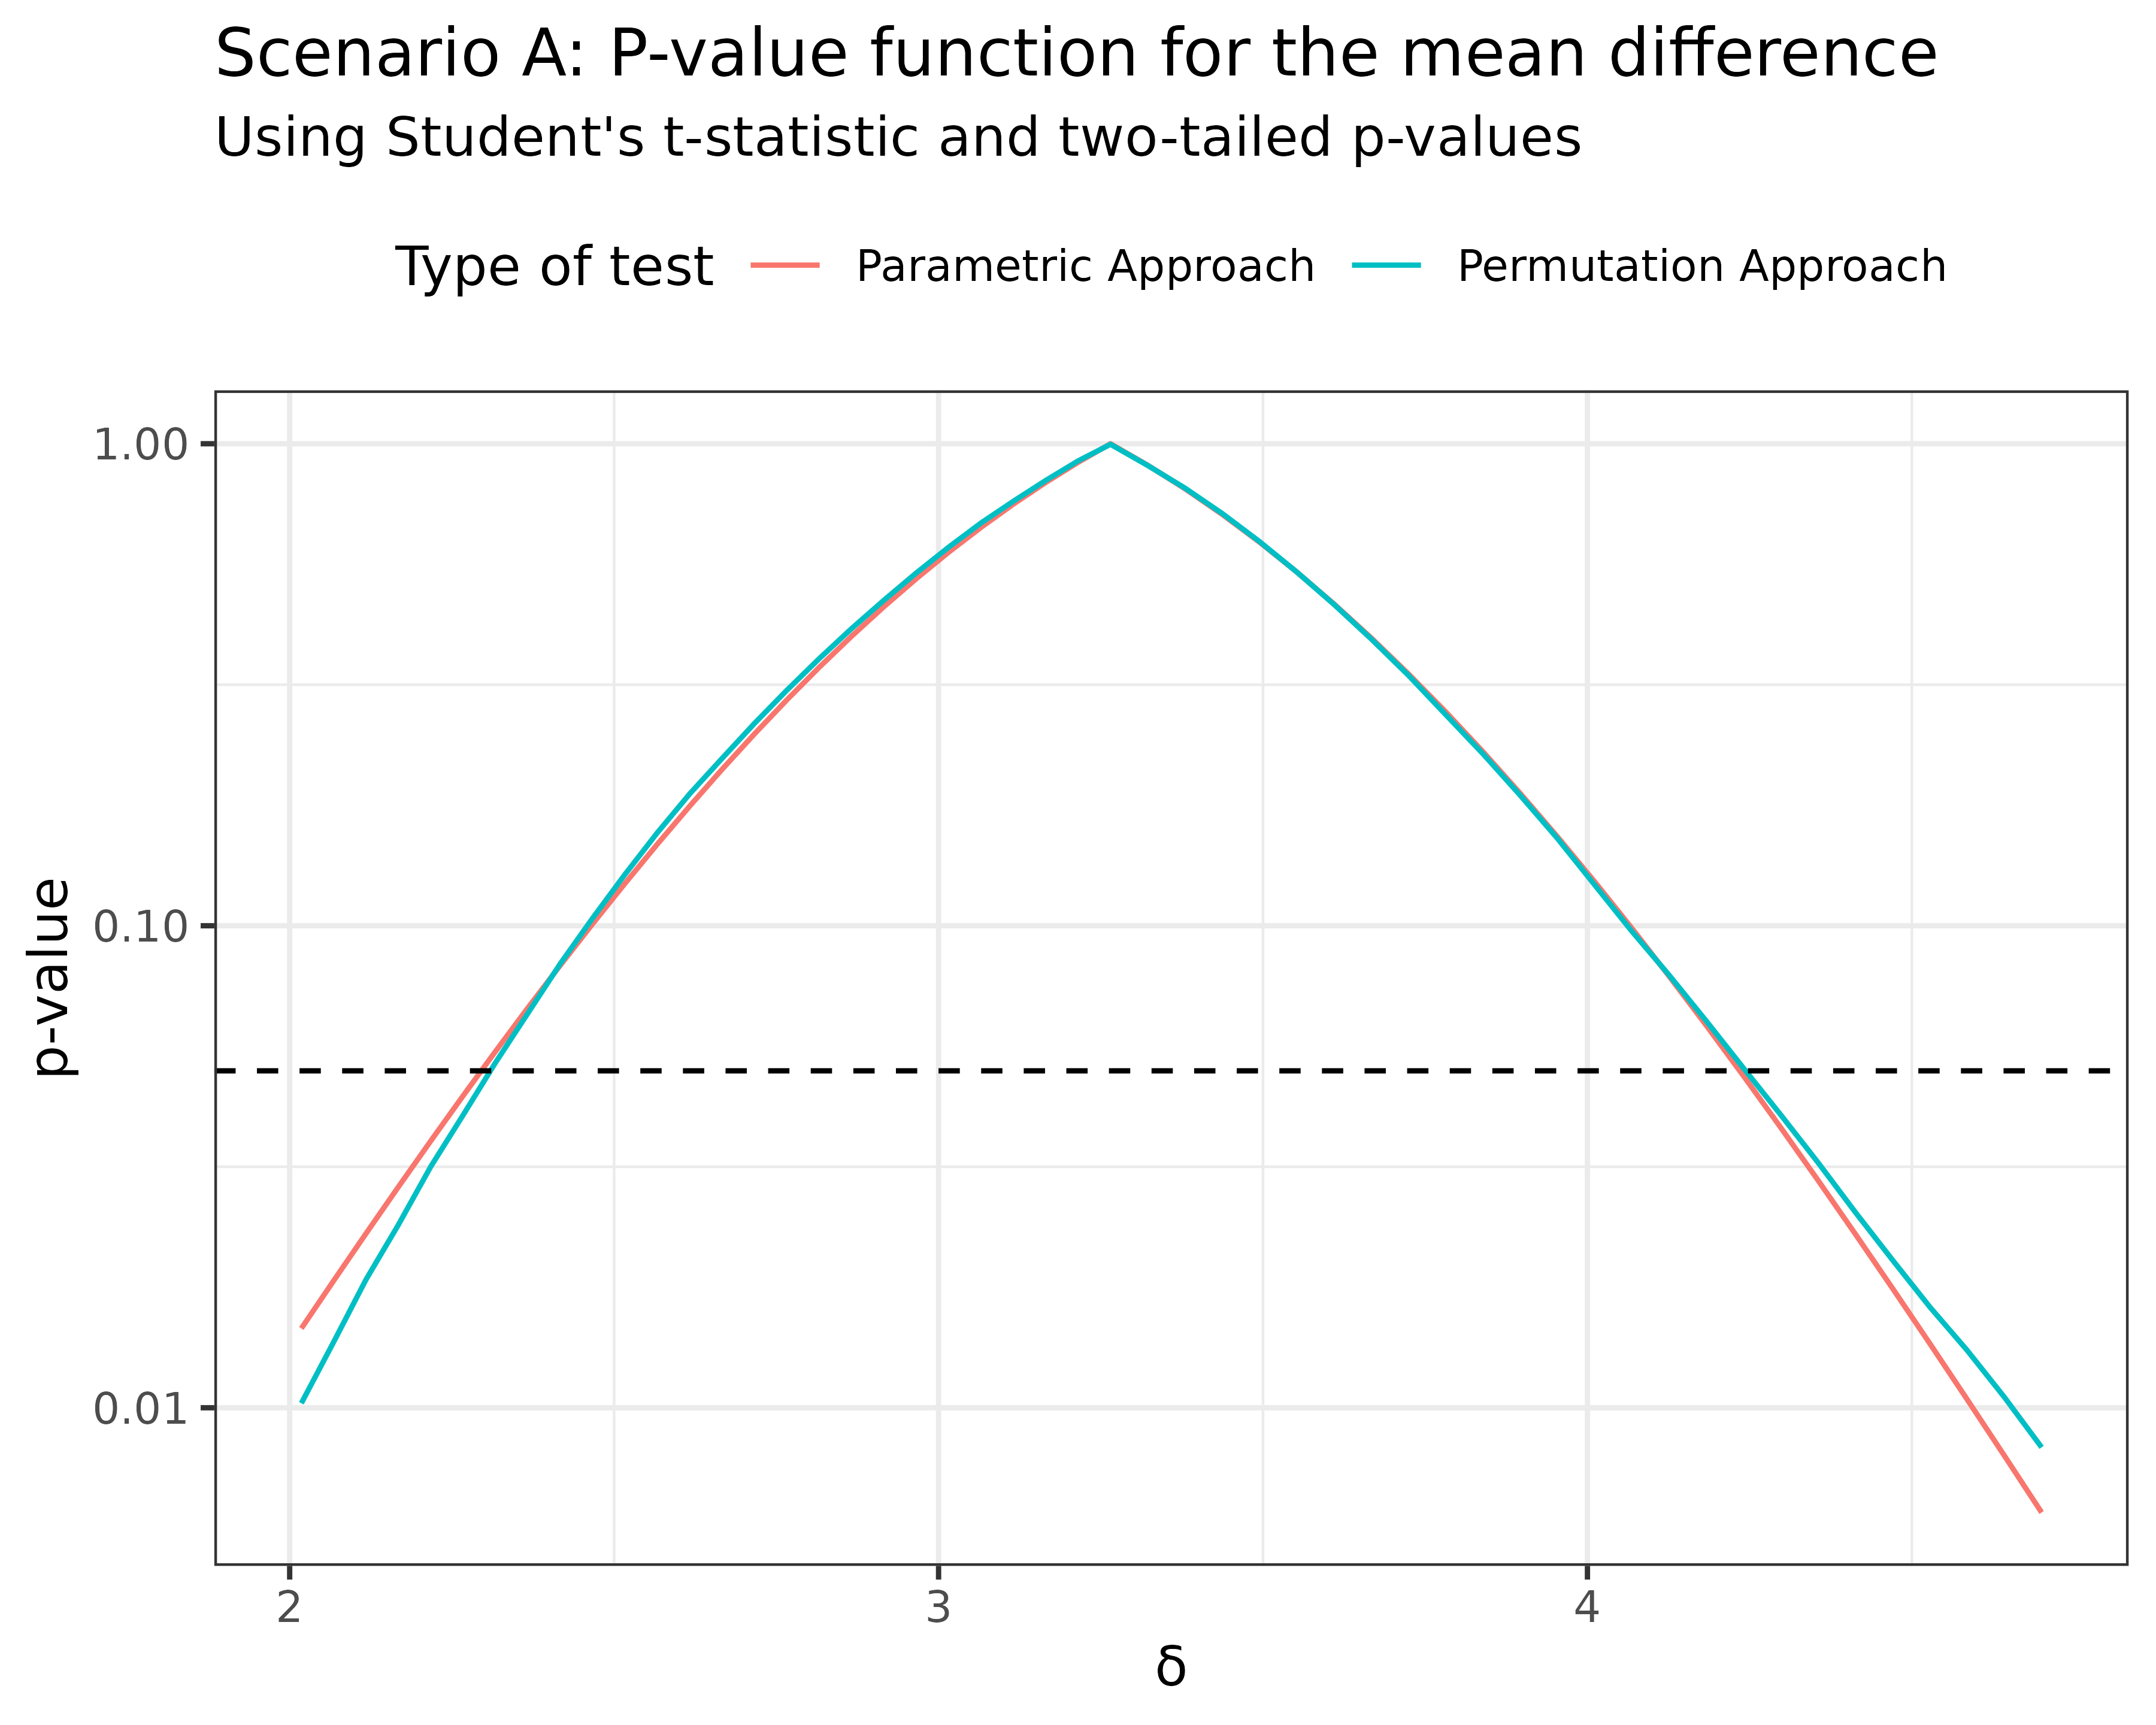 Scenario A: P-value function for the mean difference
Using Student's t-statistic and two-tailed p-values
Type of test Parametric Approach Permutation Approach
1.00
0.10
0.01
p-value
2 3 4
δ